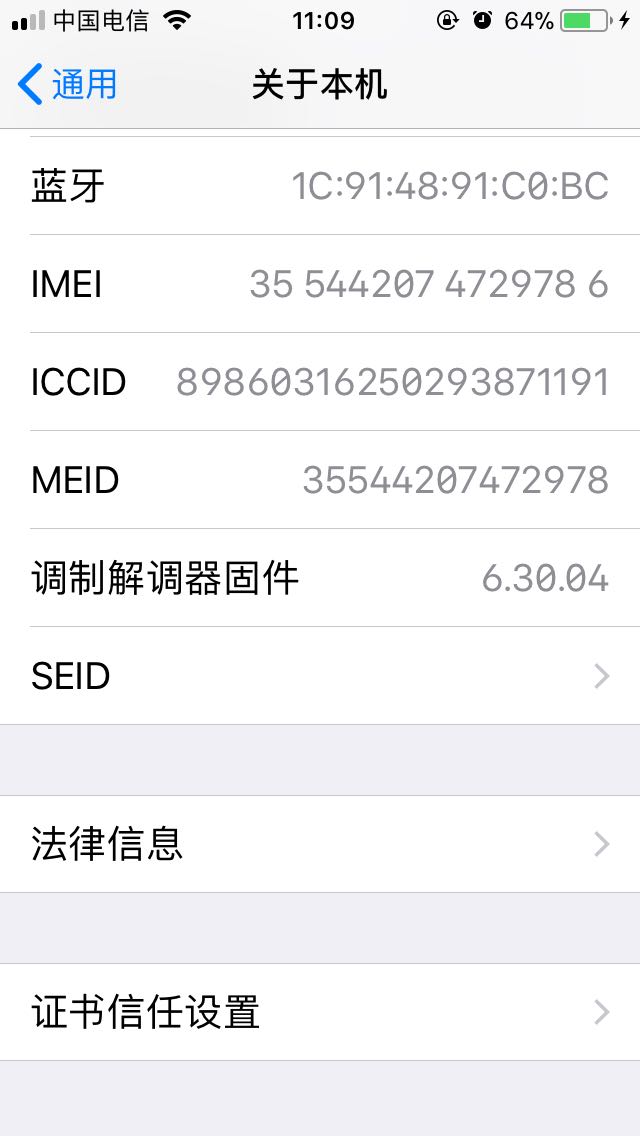 中国电信 11:09 64%
通用 关于本机
蓝牙 1C:91:48:91:C0:BC
IMEI 35 544207 472978 6
ICCID 89860316250293871191
MEID 35544207472978
调制解调器固件 6.30.04
SEID
法律信息
证书信任设置